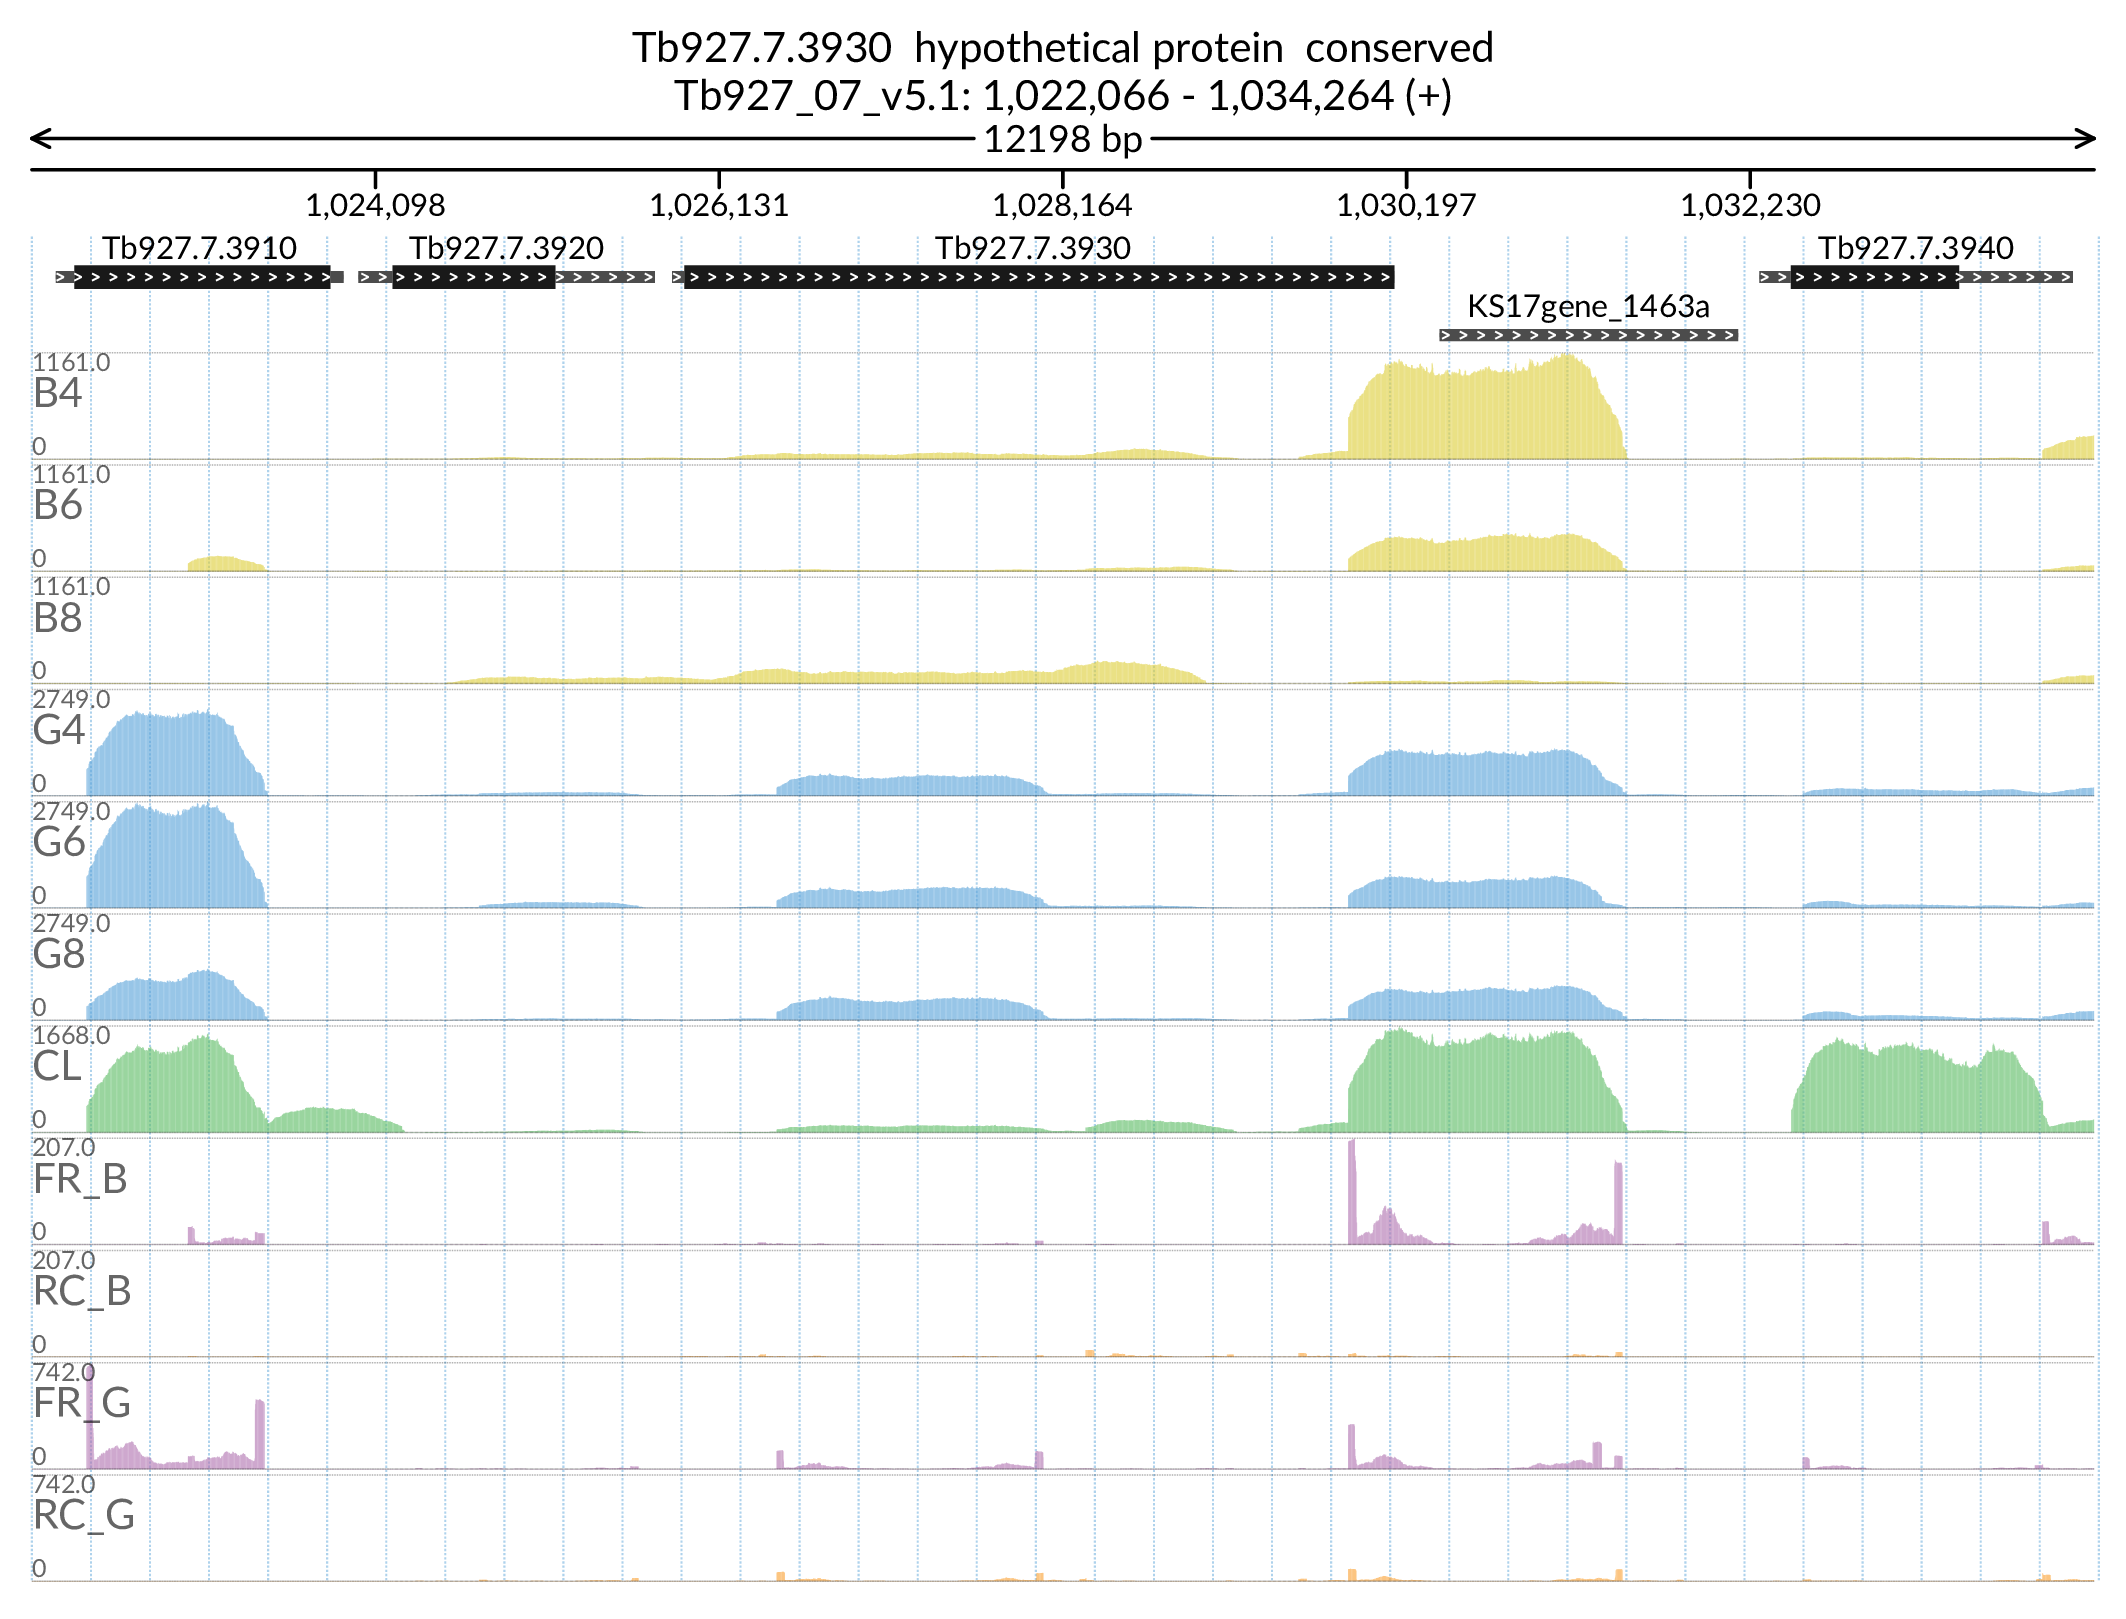 Tb927.7.3930  hypothetical protein  conserved
Tb927_07_v5.1: 1,022,066 - 1,034,264 (+)
12198 bp
1,024,098 1,026,131 1,028,164 1,030,197 1,032,230
Tb927.7.3910 Tb927.7.3920 Tb927.7.3930 Tb927.7.3940
KS17gene_1463a
1161.0
B4
0
1161.0
B6
0
1161.0
B8
0
2749.0
G4
0
2749.0
G6
0
2749.0
G8
0
1668.0
CL
0
207.0
FR_B
0
207.0
RC_B
0
742.0
FR_G
0
742.0
RC_G
0